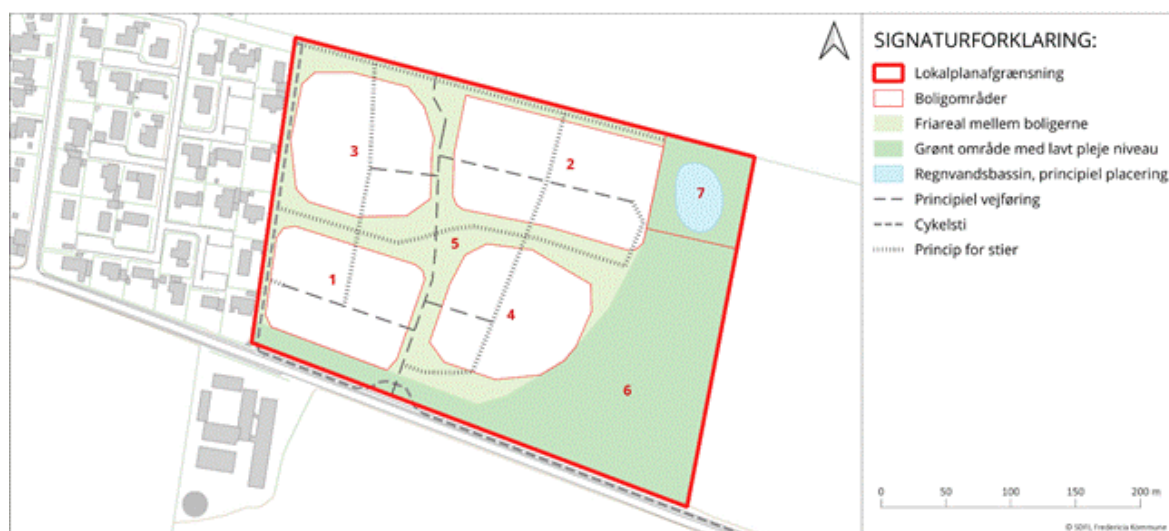 SIGNATURFORKLARING:
Lokalplanafgrænsning
Boligområder
Friareal mellem boligerne
Grønt område med lavt pleje niveau
Regnvandsbassin, principiel placering
Principiel vejføring
Cykelsti
Princip for stier
3
2
7
5
1
4
6
0 50 100 150 200 m
© SDFI, Fredericia Kommune